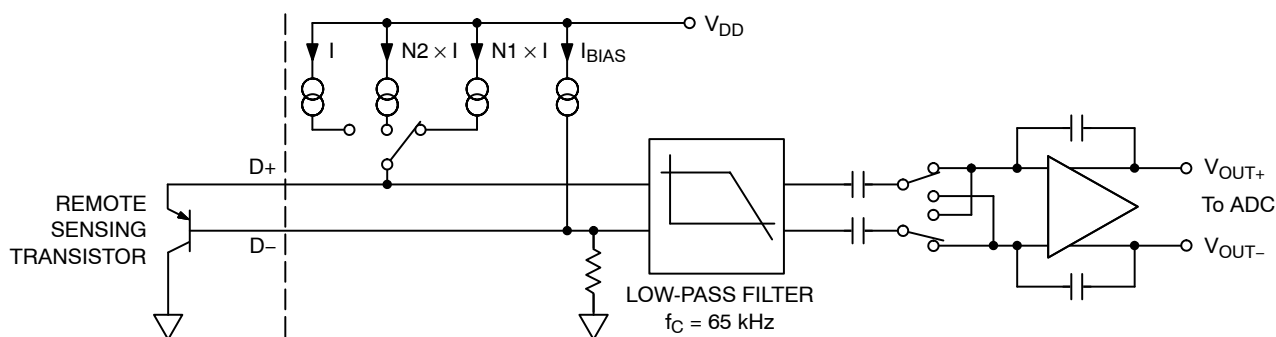 V_DD
I
N2 × I
N1 × I
I_BIAS
D+
REMOTE
SENSING
TRANSISTOR
D−
LOW-PASS FILTER
f_C = 65 kHz
V_OUT+
To ADC
V_OUT−